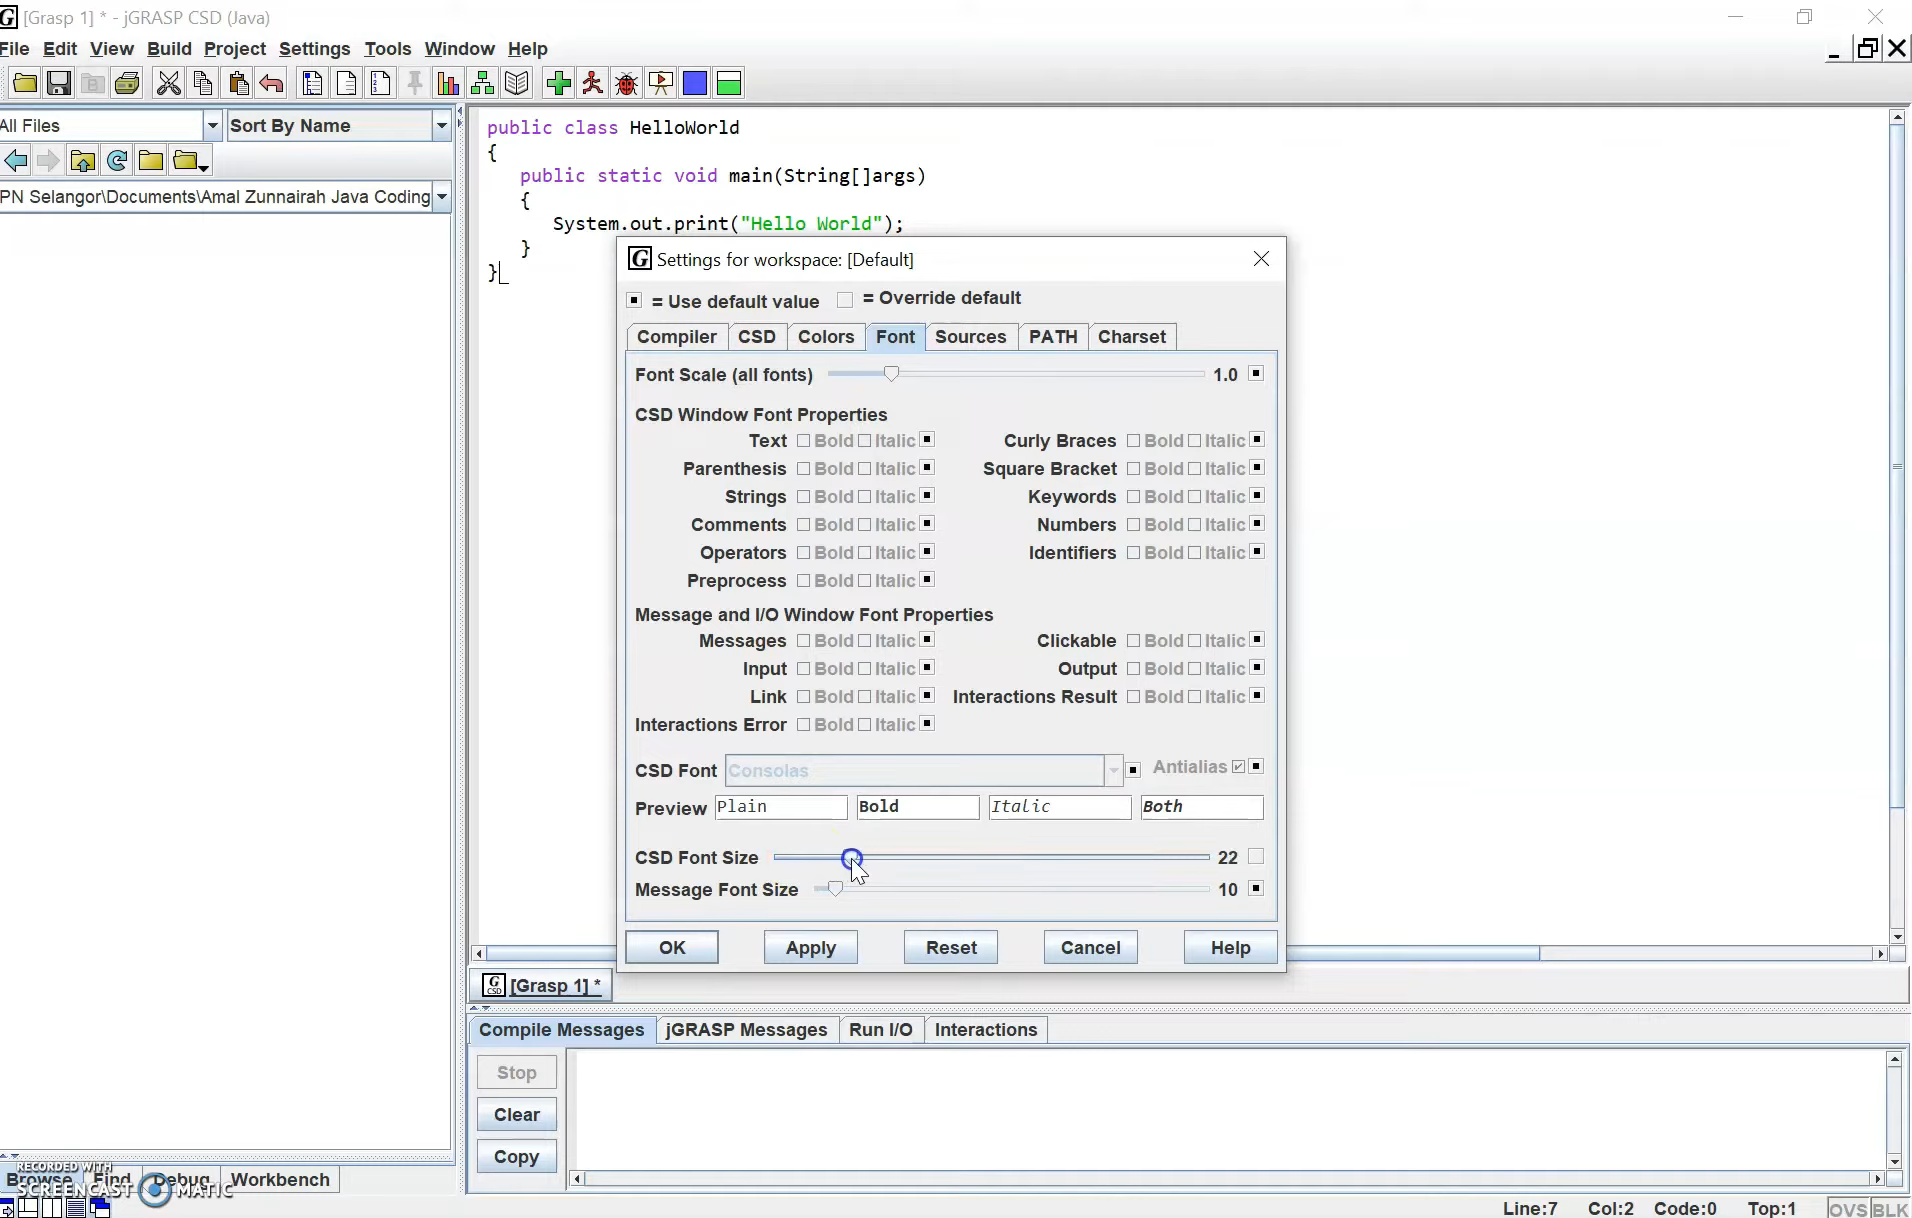 [Grasp 1] * - jGRASP CSD (Java)
File Edit View Build Project Settings Tools Window Help
All Files
Sort By Name
PN Selangor\Documents\Amal Zunnairah Java Coding
public class HelloWorld
{
public static void main(String[]args)
{
System.out.print("Hello World");
}
}
Settings for workspace: [Default]
= Use default value = Override default
Compiler CSD Colors Font Sources PATH Charset
Font Scale (all fonts) 1.0
CSD Window Font Properties
Text Bold Italic Curly Braces Bold Italic
Parenthesis Bold Italic Square Bracket Bold Italic
Strings Bold Italic Keywords Bold Italic
Comments Bold Italic Numbers Bold Italic
Operators Bold Italic Identifiers Bold Italic
Preprocess Bold Italic
Message and I/O Window Font Properties
Messages Bold Italic Clickable Bold Italic
Input Bold Italic Output Bold Italic
Link Bold Italic Interactions Result Bold Italic
Interactions Error Bold Italic
CSD Font Consolas Antialias
Preview Plain Bold Italic Both
CSD Font Size 22
Message Font Size 10
OK Apply Reset Cancel Help
[Grasp 1] *
Compile Messages jGRASP Messages Run I/O Interactions
Stop
Clear
Copy
Browse Find Debug Workbench
RECORDED WITH
SCREENCAST MATIC
Line:7 Col:2 Code:0 Top:1 OVS BLK